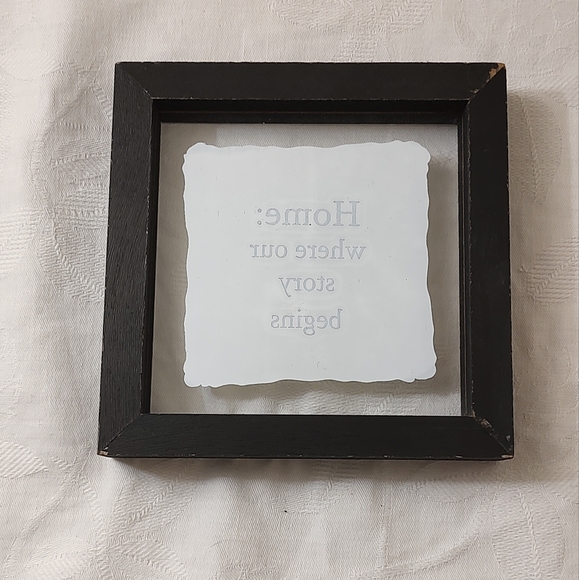 Home:
where our
story
begins